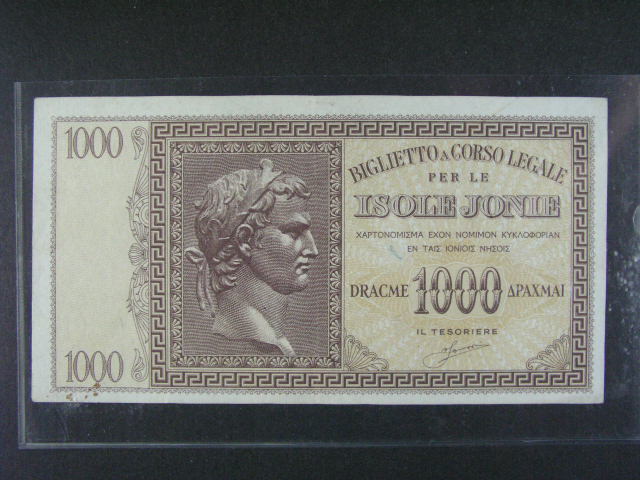 1000
1000
BIGLIETTO A CORSO LEGALE
PER LE
ISOLE JONIE
ΧΑΡΤΟΝΟΜΙΣΜΑ ΕΧΟΝ ΝΟΜΙΜΟΝ ΚΥΚΛΟΦΟΡΙΑΝ
ΕΝ ΤΑΙΣ ΙΟΝΙΟΙΣ ΝΗΣΟΙΣ
DRACME 1000 ΔΡΑΧΜΑΙ
IL TESORIERE